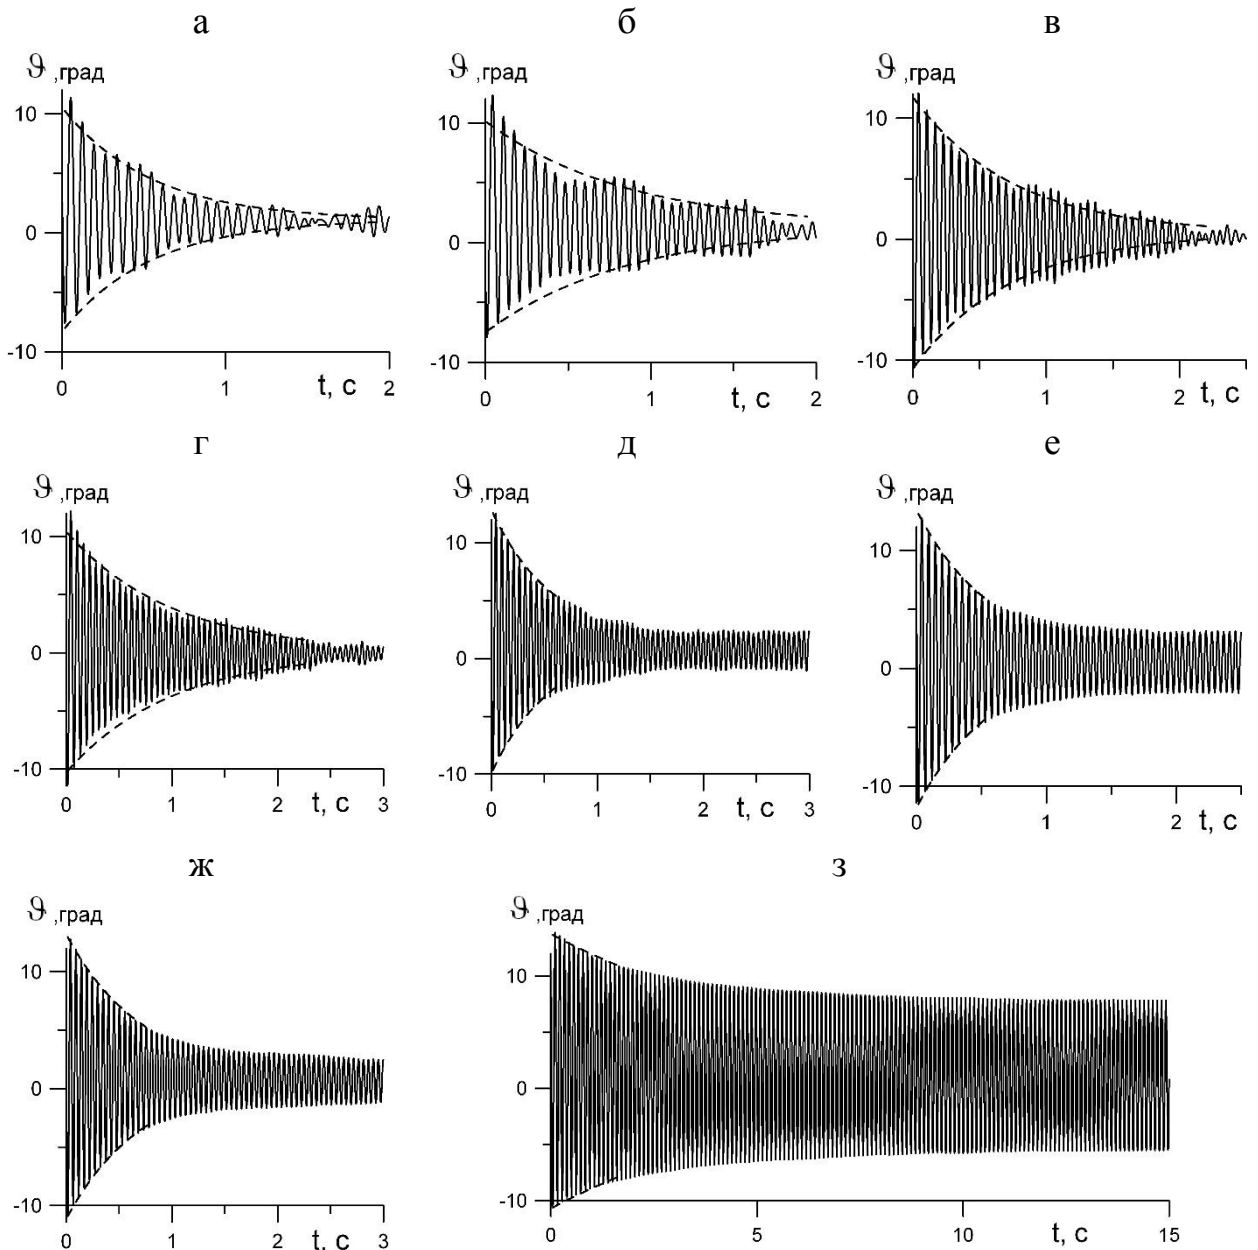 а б в
ϑ ,град ϑ ,град ϑ ,град
10 10 10
0 0 0
-10 -10 -10
0 1 t, с 2 0 1 t, с 2 0 1 2 t, с
г д е
ϑ ,град ϑ ,град ϑ ,град
10 10 10
0 0 0
-10 -10 -10
0 1 2 t, с 3 0 1 2 t, с 3 0 1 2 t, с
ж з
ϑ ,град ϑ ,град
10 10
0 0
-10 -10
0 1 2 t, с 3 0 5 10 t, с 15